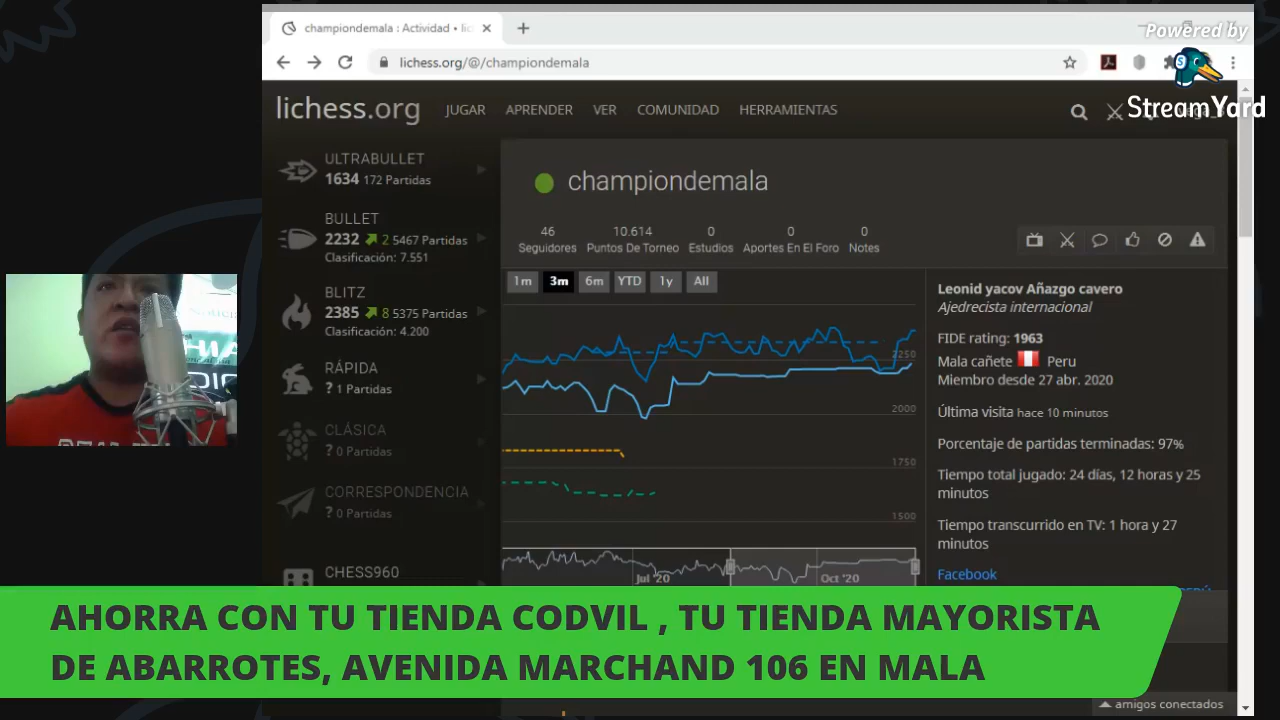 championdemala : Actividad • lic
Powered by
StreamYard
lichess.org/@/championdemala
lichess.org
JUGAR
APRENDER
VER
COMUNIDAD
HERRAMIENTAS
ULTRABULLET
1634 172 Partidas
BULLET
2232 2 5467 Partidas
Clasificación: 7.551
BLITZ
2385 8 5375 Partidas
Clasificación: 4.200
RÁPIDA
? 1 Partidas
CLÁSICA
? 0 Partidas
CORRESPONDENCIA
? 0 Partidas
CHESS960
championdemala
46 10.614 0 0 0
Seguidores Puntos De Torneo Estudios Aportes En El Foro Notes
1m 3m 6m YTD 1y All
2250
2000
1750
1500
Jul '20
Oct '20
Leonid yacov Añazgo cavero
Ajedrecista internacional
FIDE rating: 1963
Mala cañete Peru
Miembro desde 27 abr. 2020
Última visita hace 10 minutos
Porcentaje de partidas terminadas: 97%
Tiempo total jugado: 24 días, 12 horas y 25
minutos
Tiempo transcurrido en TV: 1 hora y 27
minutos
Facebook
AHORRA CON TU TIENDA CODVIL , TU TIENDA MAYORISTA
DE ABARROTES, AVENIDA MARCHAND 106 EN MALA
amigos conectados